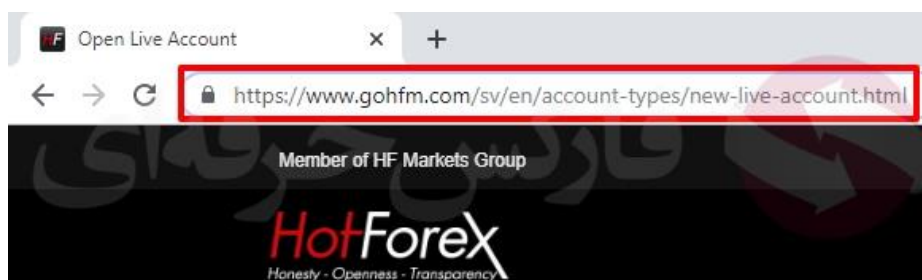 HF Open Live Account
https://www.gohfm.com/sv/en/account-types/new-live-account.html
Member of HF Markets Group
فارکس حرفه‌ای
HotForex
Honesty - Openness - Transparency